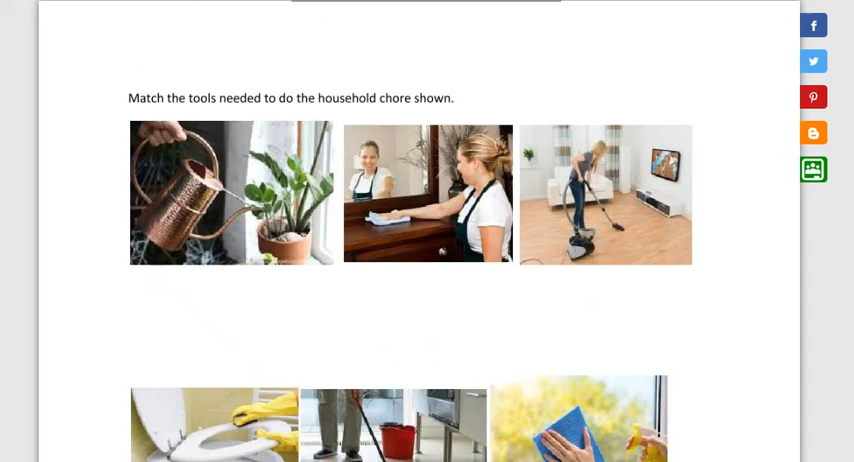 Match the tools needed to do the household chore shown.